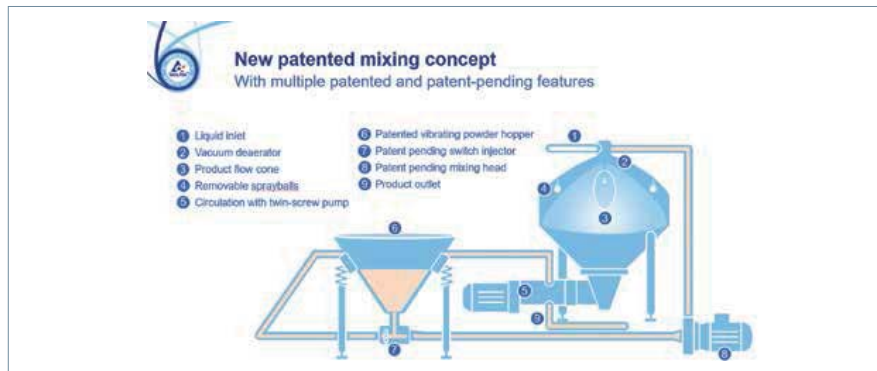 New patented mixing concept
With multiple patented and patent-pending features
1 Liquid inlet
2 Vacuum deaerator
3 Product flow cone
4 Removable sprayballs
5 Circulation with twin-screw pump
6 Patented vibrating powder hopper
7 Patent pending switch injector
8 Patent pending mixing head
9 Product outlet
1
2
4
3
6
5
9
7
8